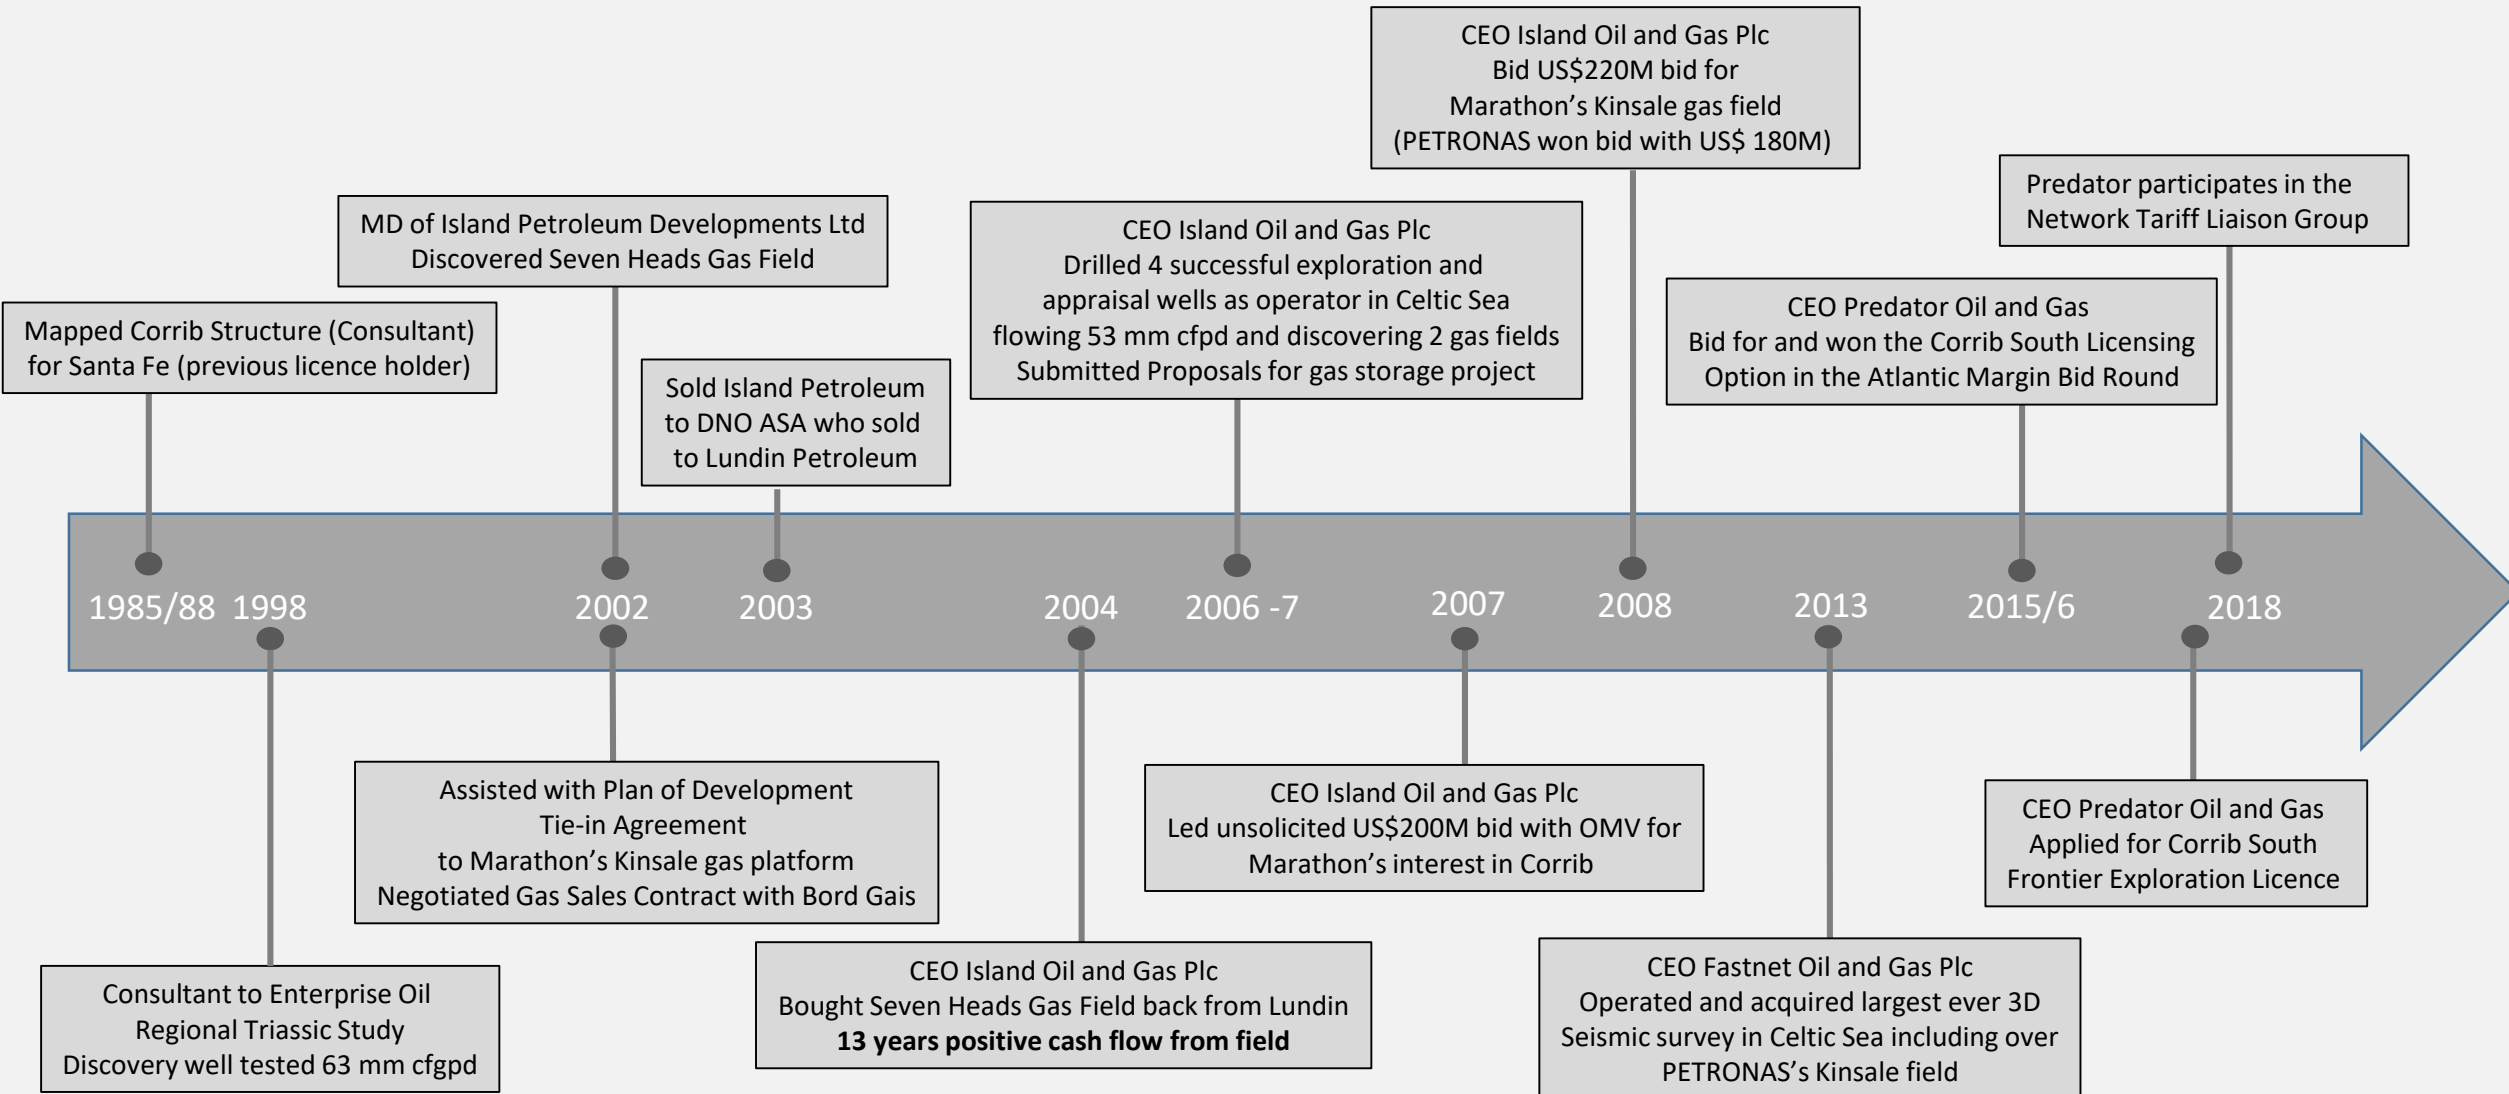 CEO Island Oil and Gas Plc
Bid US$220M bid for
Marathon’s Kinsale gas field
(PETRONAS won bid with US$ 180M)
Predator participates in the
Network Tariff Liaison Group
MD of Island Petroleum Developments Ltd
Discovered Seven Heads Gas Field
CEO Island Oil and Gas Plc
Drilled 4 successful exploration and
appraisal wells as operator in Celtic Sea
flowing 53 mm cfpd and discovering 2 gas fields
Submitted Proposals for gas storage project
CEO Predator Oil and Gas
Bid for and won the Corrib South Licensing
Option in the Atlantic Margin Bid Round
Mapped Corrib Structure (Consultant)
for Santa Fe (previous licence holder)
Sold Island Petroleum
to DNO ASA who sold
to Lundin Petroleum
1985/88 1998 2002 2003 2004 2006 -7 2007 2008 2013 2015/6 2018
Assisted with Plan of Development
Tie-in Agreement
to Marathon’s Kinsale gas platform
Negotiated Gas Sales Contract with Bord Gais
CEO Island Oil and Gas Plc
Led unsolicited US$200M bid with OMV for
Marathon’s interest in Corrib
CEO Predator Oil and Gas
Applied for Corrib South
Frontier Exploration Licence
Consultant to Enterprise Oil
Regional Triassic Study
Discovery well tested 63 mm cfgpd
CEO Island Oil and Gas Plc
Bought Seven Heads Gas Field back from Lundin
13 years positive cash flow from field
CEO Fastnet Oil and Gas Plc
Operated and acquired largest ever 3D
Seismic survey in Celtic Sea including over
PETRONAS’s Kinsale field